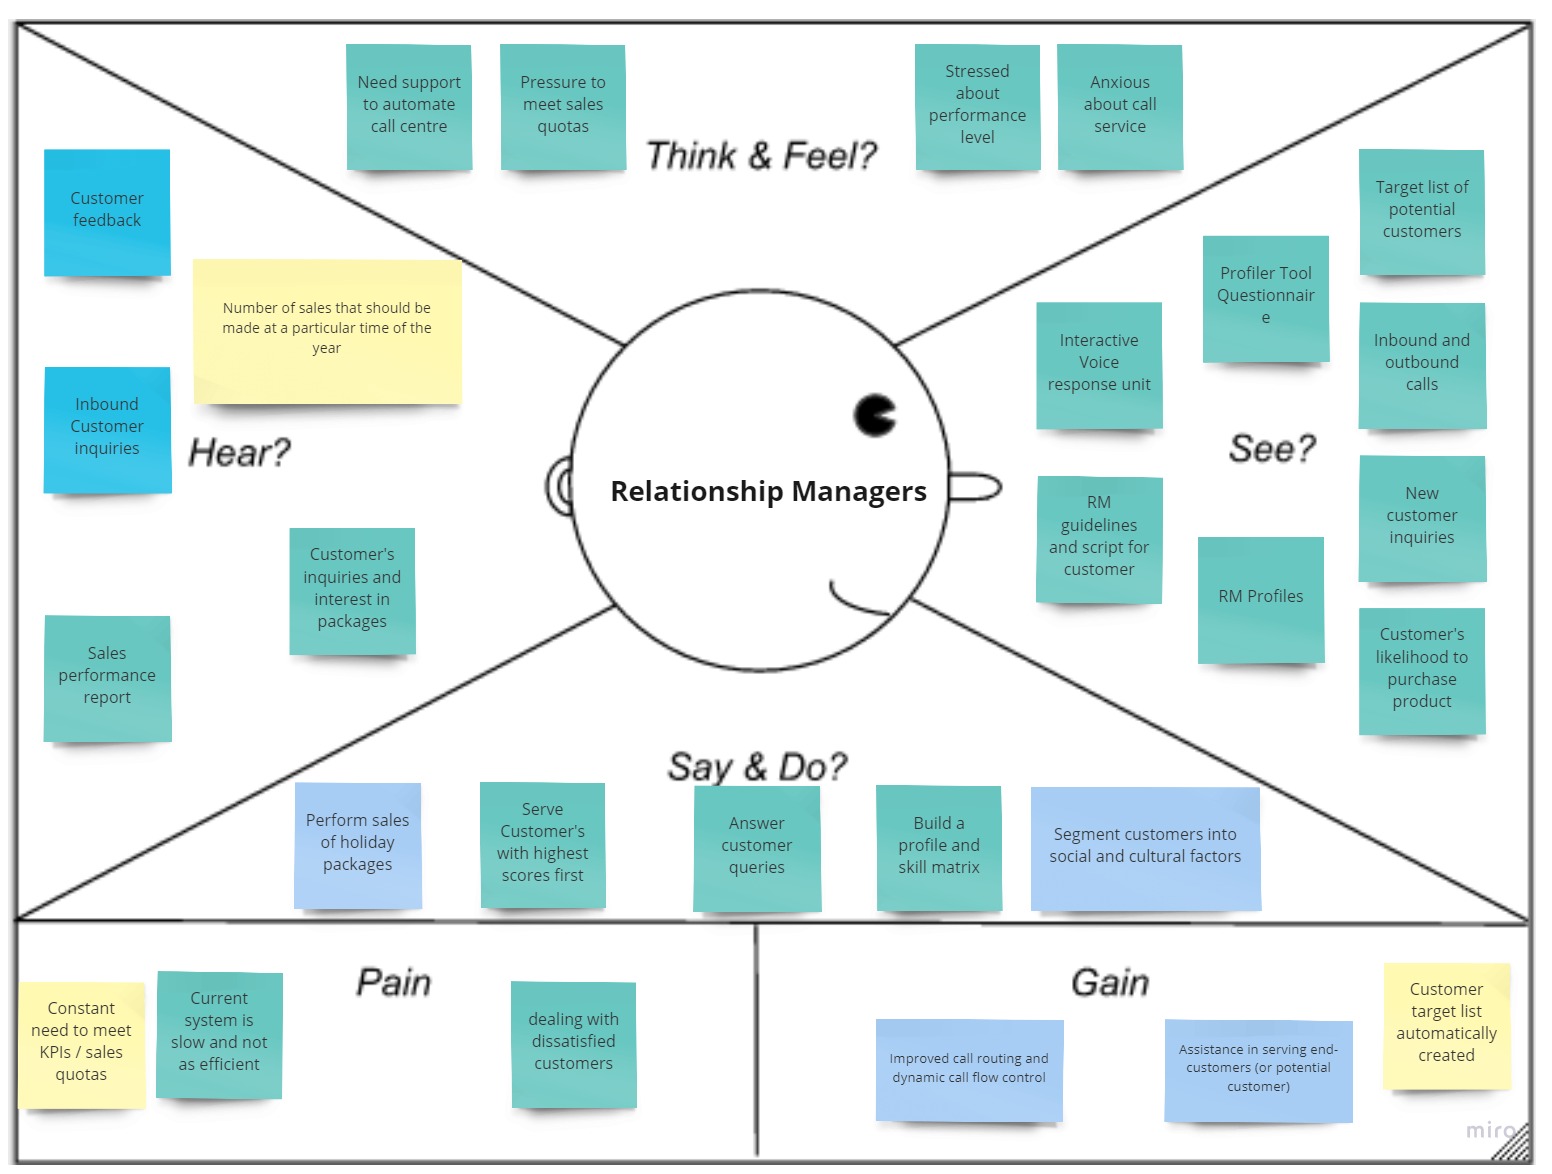 Need support
to automate
call centre
Pressure to
meet sales
quotas
Think & Feel?
Stressed
about
performance
level
Anxious
about call
service
Customer
feedback
Number of sales that should be
made at a particular time of the
year
Inbound
Customer
inquiries
Hear?
Customer's
inquiries and
interest in
packages
Sales
performance
report
Relationship Managers
Target list of
potential
customers
Profiler Tool
Questionnair
e
Interactive
Voice
response unit
Inbound and
outbound
calls
See?
RM
guidelines
and script for
customer
New
customer
inquiries
RM Profiles
Customer's
likelihood to
purchase
product
Say & Do?
Perform sales
of holiday
packages
Serve
Customer's
with highest
scores first
Answer
customer
queries
Build a
profile and
skill matrix
Segment customers into
social and cultural factors
Pain
Constant
need to meet
KPIs / sales
quotas
Current
system is
slow and not
as efficient
dealing with
dissatisfied
customers
Gain
Improved call routing and
dynamic call flow control
Assistance in serving end-
customers (or potential
customer)
Customer
target list
automatically
created
miro